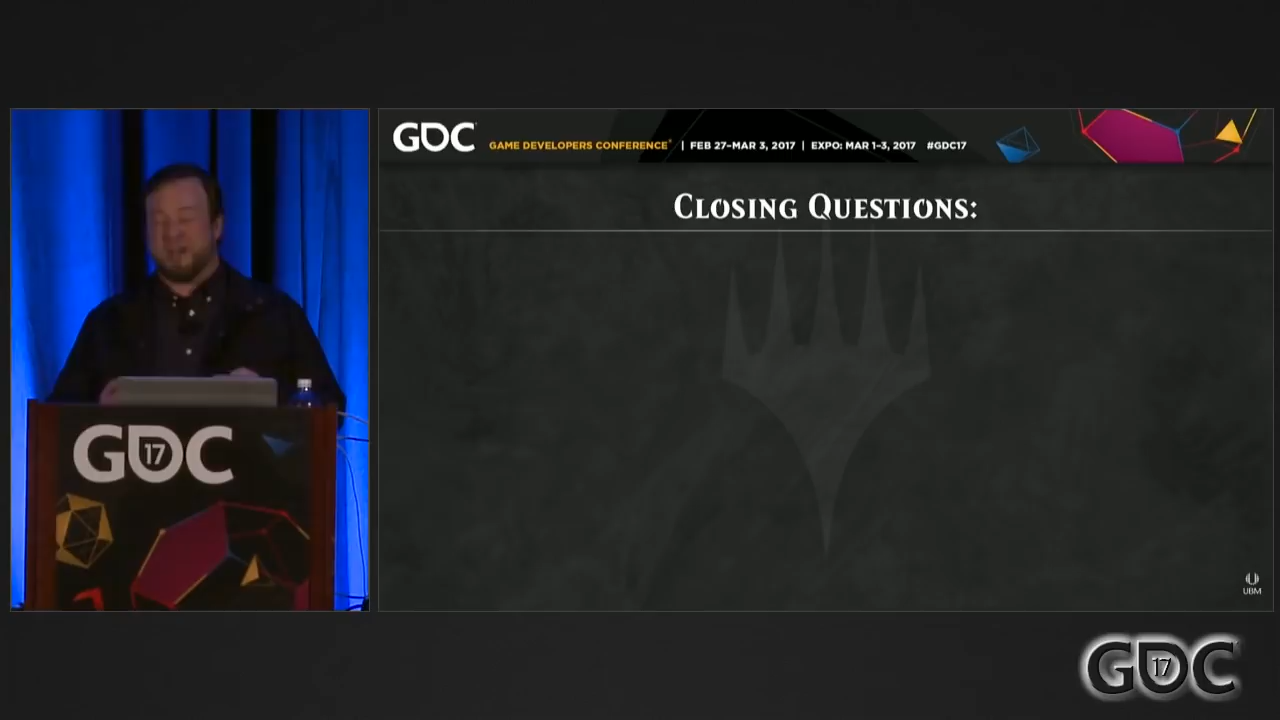 GDC
GAME DEVELOPERS CONFERENCE® | FEB 27–MAR 3, 2017 | EXPO: MAR 1–3, 2017 #GDC17
CLOSING QUESTIONS:
GDC
17
UBM
GDC
17